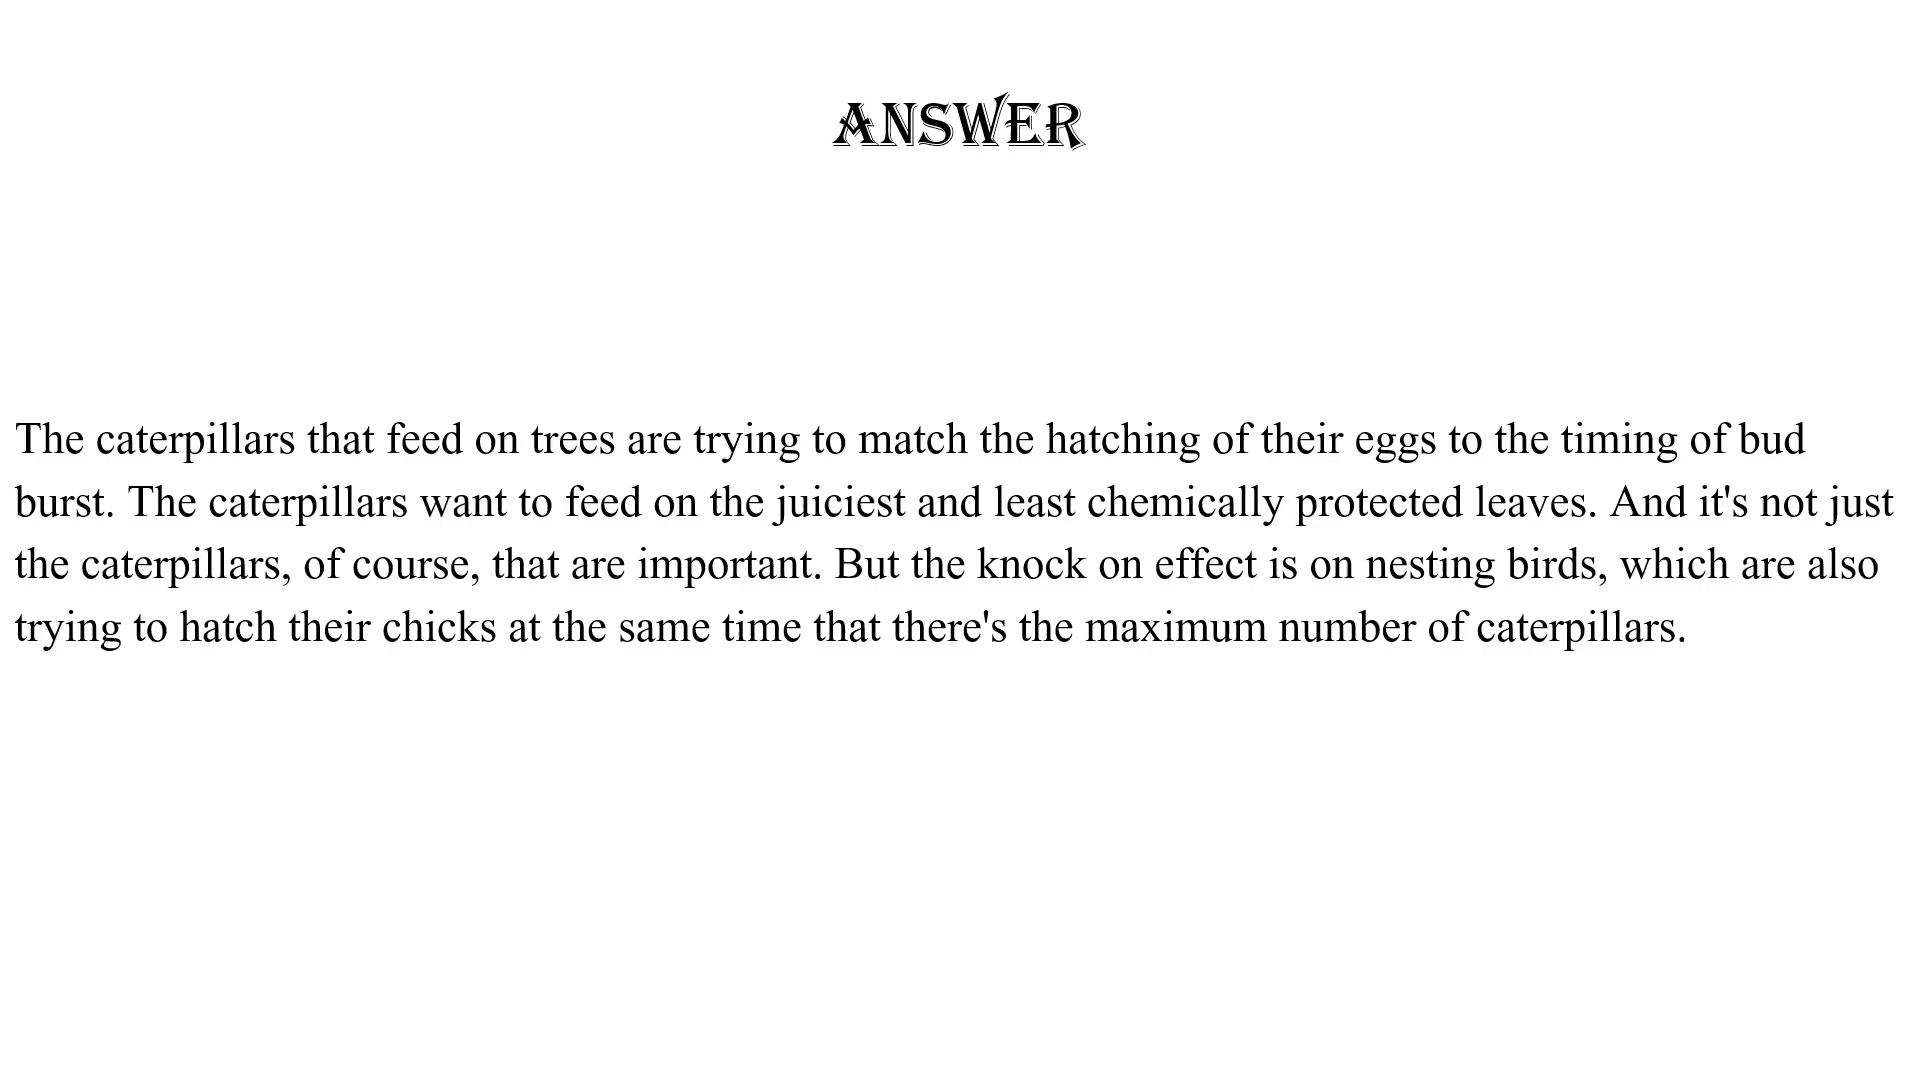 ANSWER
The caterpillars that feed on trees are trying to match the hatching of their eggs to the timing of bud
burst. The caterpillars want to feed on the juiciest and least chemically protected leaves. And it's not just
the caterpillars, of course, that are important. But the knock on effect is on nesting birds, which are also
trying to hatch their chicks at the same time that there's the maximum number of caterpillars.